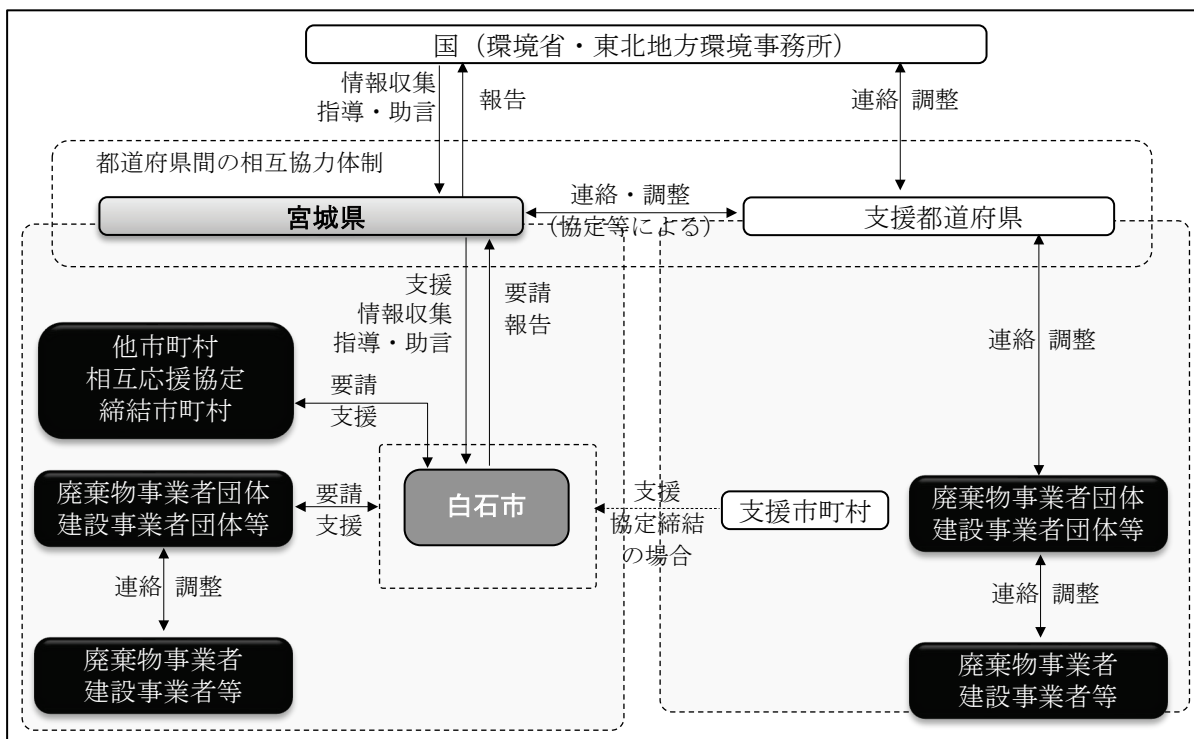 国（環境省・東北地方環境事務所）
情報収集
指導・助言
報告
連絡 調整
都道府県間の相互協力体制
宮城県
連絡・調整
（協定等による）
支援都道府県
支援
情報収集
指導・助言
要請
報告
連絡 調整
他市町村
相互応援協定
締結市町村
要請
支援
廃棄物事業者団体
建設事業者団体等
要請
支援
白石市
支援
協定締結
の場合
支援市町村
廃棄物事業者団体
建設事業者団体等
連絡 調整
連絡 調整
廃棄物事業者
建設事業者等
廃棄物事業者
建設事業者等